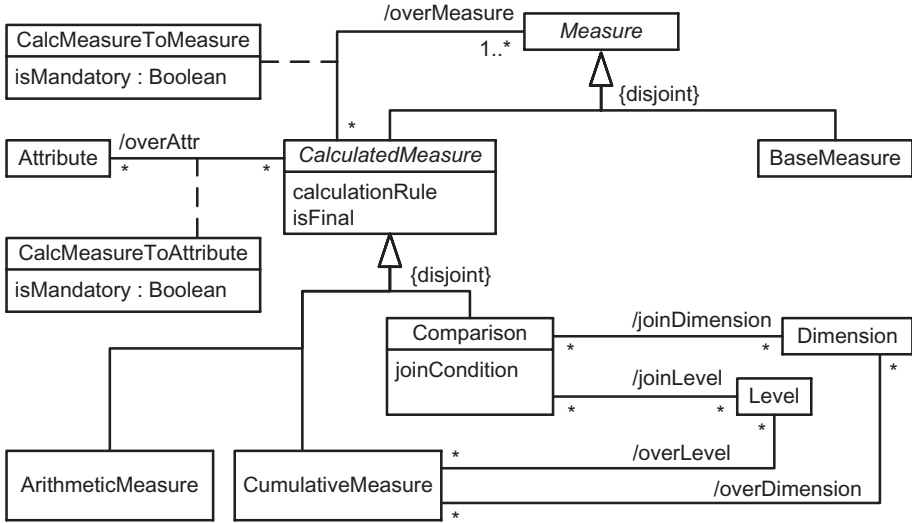 /overMeasure
CalcMeasureToMeasure
Measure
isMandatory : Boolean
1..*
{disjoint}
*
/overAttr
Attribute
*
*
CalculatedMeasure
BaseMeasure
calculationRule
isFinal
CalcMeasureToAttribute
isMandatory : Boolean
{disjoint}
/joinDimension
Comparison
*
*
Dimension
joinCondition
/joinLevel
*
*
*
Level
*
*
/overLevel
ArithmeticMeasure
CumulativeMeasure
/overDimension
*